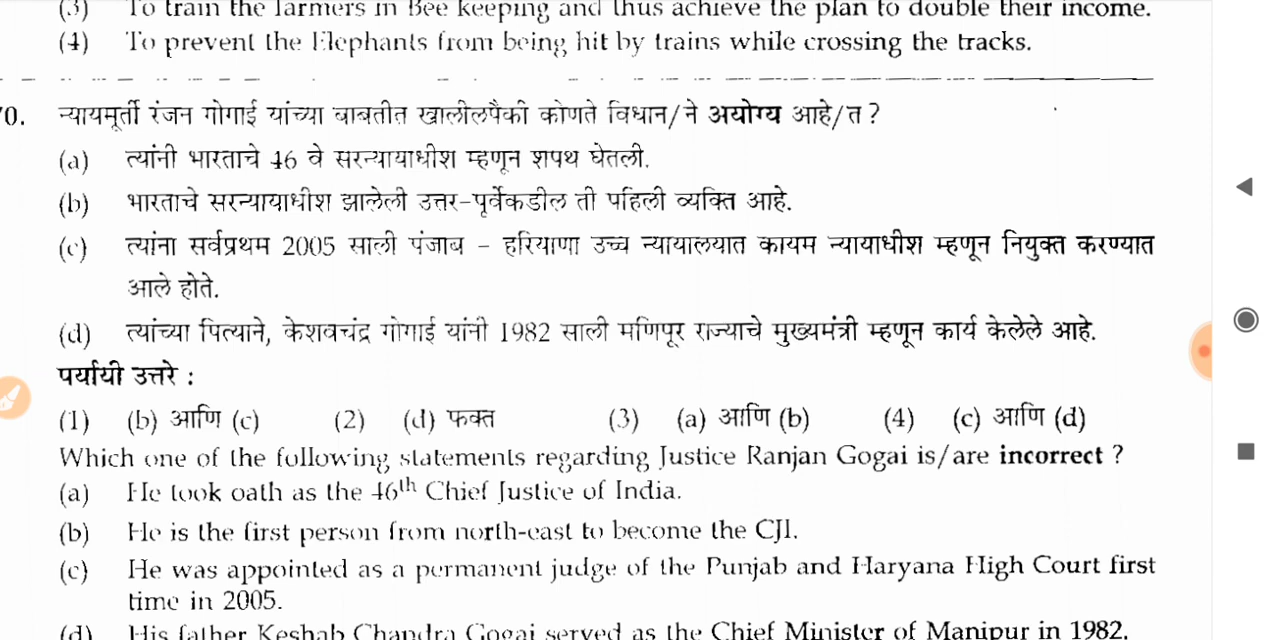 (3) To train the farmers in Bee keeping and thus achieve the plan to double their income.
(4) To prevent the Elephants from being hit by trains while crossing the tracks.
70. न्यायमूर्ती रंजन गोगाई यांच्या बाबतीत खालीलपैकी कोणते विधान/ने अयोग्य आहे/त ?
(a) त्यांनी भारताचे 46 वे सरन्यायाधीश म्हणून शपथ घेतली.
(b) भारताचे सरन्यायाधीश झालेली उत्तर-पूर्वेकडील ती पहिली व्यक्ति आहे.
(c) त्यांना सर्वप्रथम 2005 साली पंजाब - हरियाणा उच्च न्यायालयात कायम न्यायाधीश म्हणून नियुक्त करण्यात
आले होते.
(d) त्यांच्या पित्याने, केशवचंद्र गोगाई यांनी 1982 साली मणिपूर राज्याचे मुख्यमंत्री म्हणून कार्य केलेले आहे.
पर्यायी उत्तरे :
(1) (b) आणि (c) (2) (d) फक्त (3) (a) आणि (b) (4) (c) आणि (d)
Which one of the following statements regarding Justice Ranjan Gogai is/are incorrect ?
(a) He took oath as the 46th Chief Justice of India.
(b) He is the first person from north-east to become the CJI.
(c) He was appointed as a permanent judge of the Punjab and Haryana High Court first
time in 2005.
(d) His father Keshab Chandra Gogai served as the Chief Minister of Manipur in 1982.